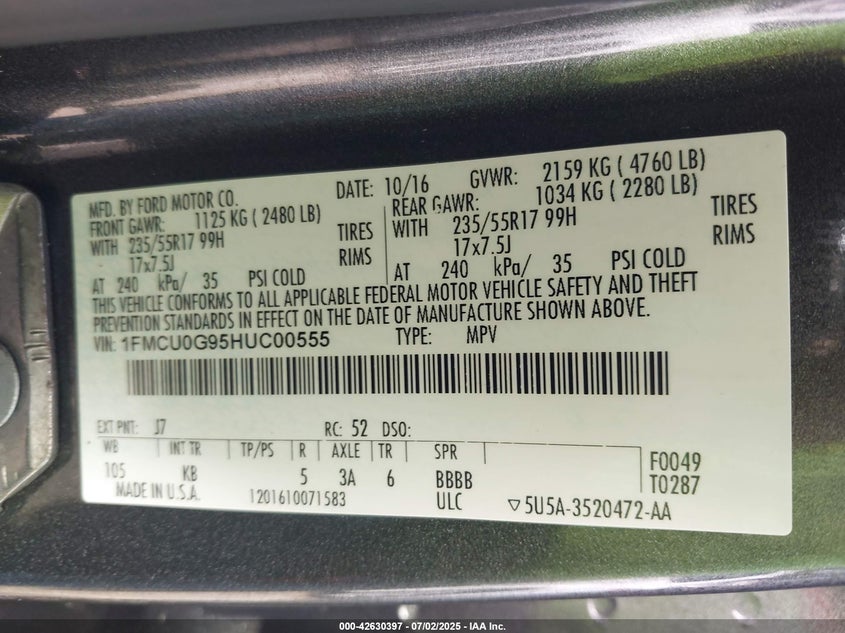 MFD. BY FORD MOTOR CO. DATE: 10/16 GVWR: 2159 KG ( 4760 LB)
FRONT GAWR: 1125 KG ( 2480 LB) REAR GAWR: 1034 KG ( 2280 LB)
WITH 235/55R17 99H TIRES WITH 235/55R17 99H TIRES
17x7.5J RIMS 17x7.5J RIMS
AT 240 kPa/ 35 PSI COLD AT 240 kPa/ 35 PSI COLD
THIS VEHICLE CONFORMS TO ALL APPLICABLE FEDERAL MOTOR VEHICLE SAFETY AND THEFT
PREVENTION STANDARDS IN EFFECT ON THE DATE OF MANUFACTURE SHOWN ABOVE.
VIN: 1FMCU0G95HUC00555 TYPE: MPV
EXT PNT: J7 RC: 52 DSO:
WB INT TR TP/PS R AXLE TR SPR F0049
105 KB 5 3A 6 BBBB T0287
MADE IN U.S.A. 1201610071583 ULC ▽5U5A-3520472-AA
000-42630397 - 07/02/2025 - IAA Inc.